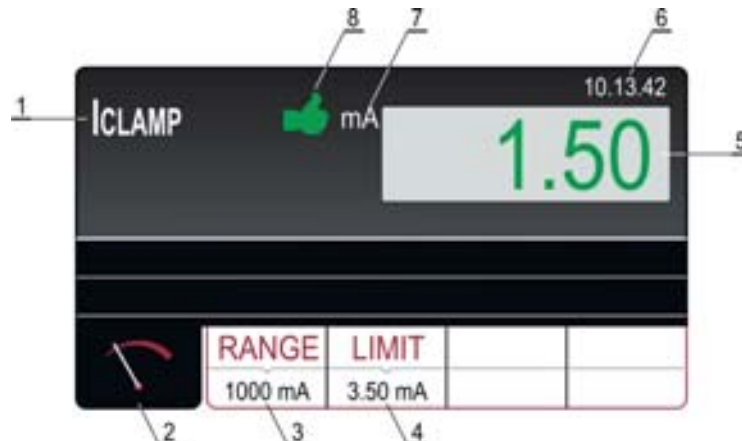 8 7 6
10.13.42
1 ICLAMP mA
1.50 5
RANGE LIMIT
1000 mA 3.50 mA
2 3 4